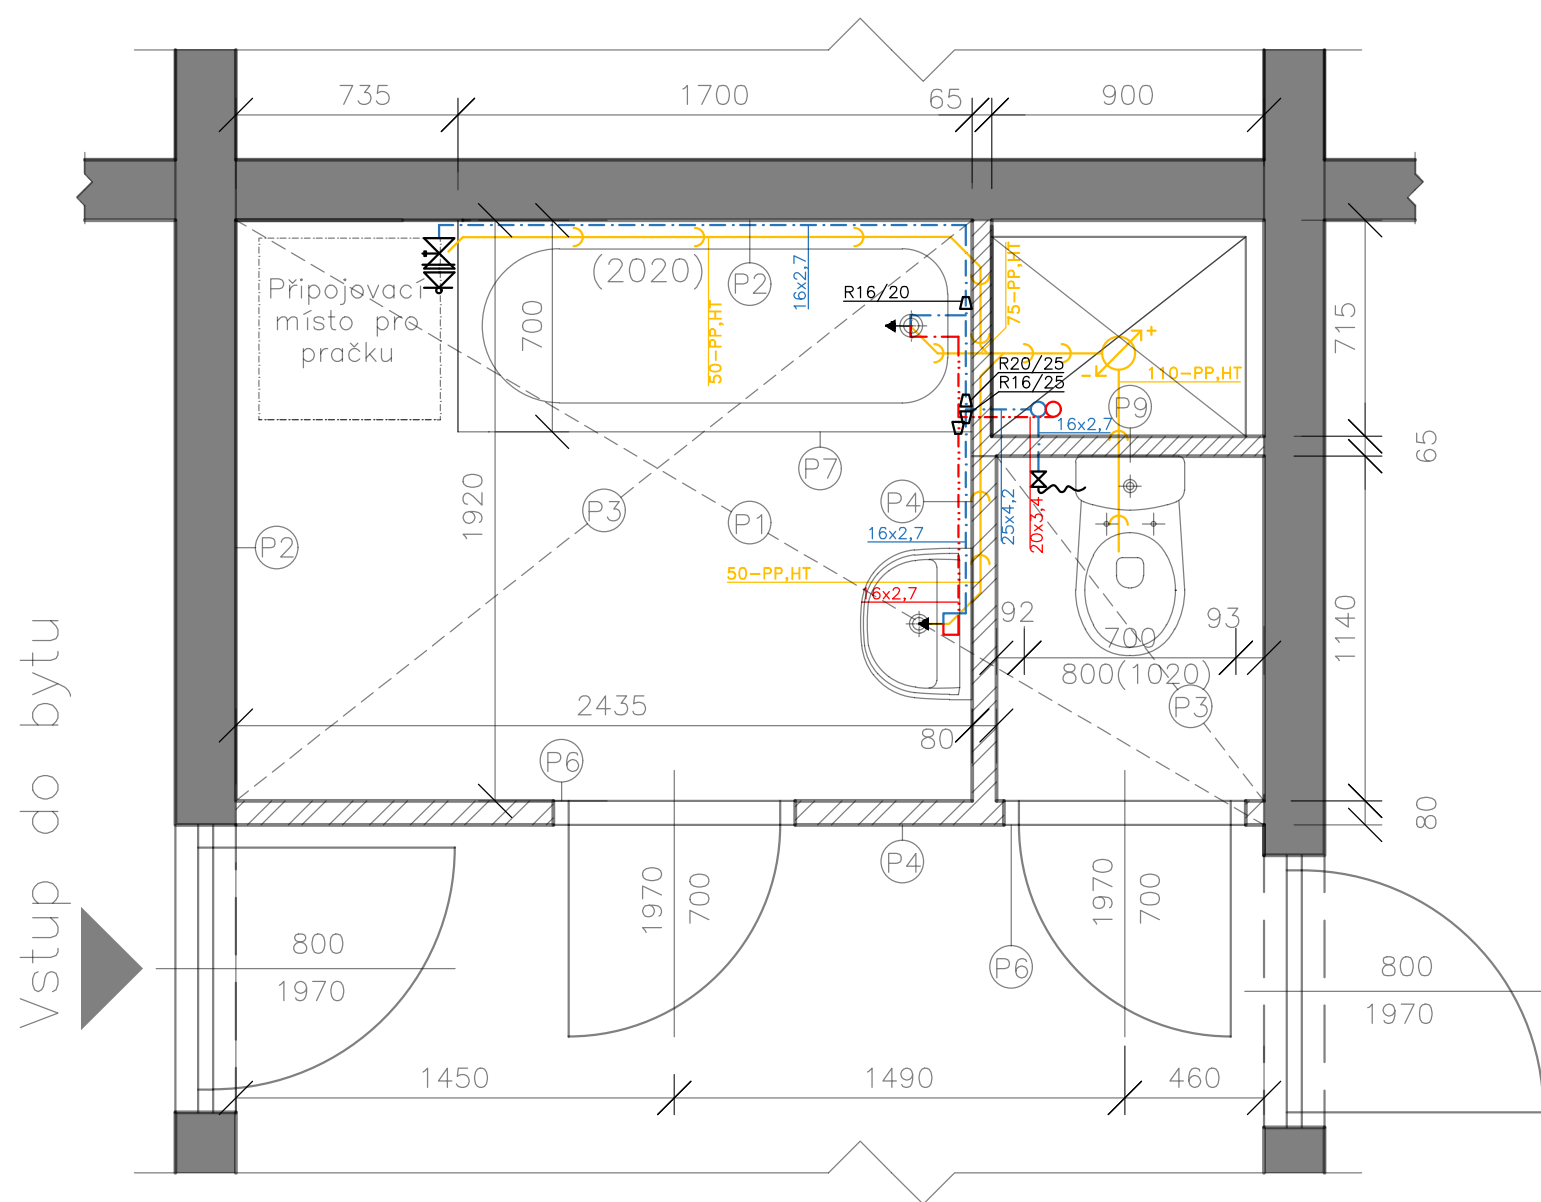 735
1700
65
900
Připojovací
místo pro
pračku
(2020)
P2
16x2,7
50-PP,HT
700
R16/20
75-PP,HT
R20/25
R16/25
+
-
110-PP,HT
P9
16x2,7
715
65
P7
P4
1920
P3
P1
P2
16x2,7
25x4,2
20x3,4
50-PP,HT
16x2,7
92
700
93
800(1020)
1140
P3
2435
80
P6
80
P4
1970
700
1970
700
P6
Vstup do bytu
800
1970
800
1970
1450
1490
460